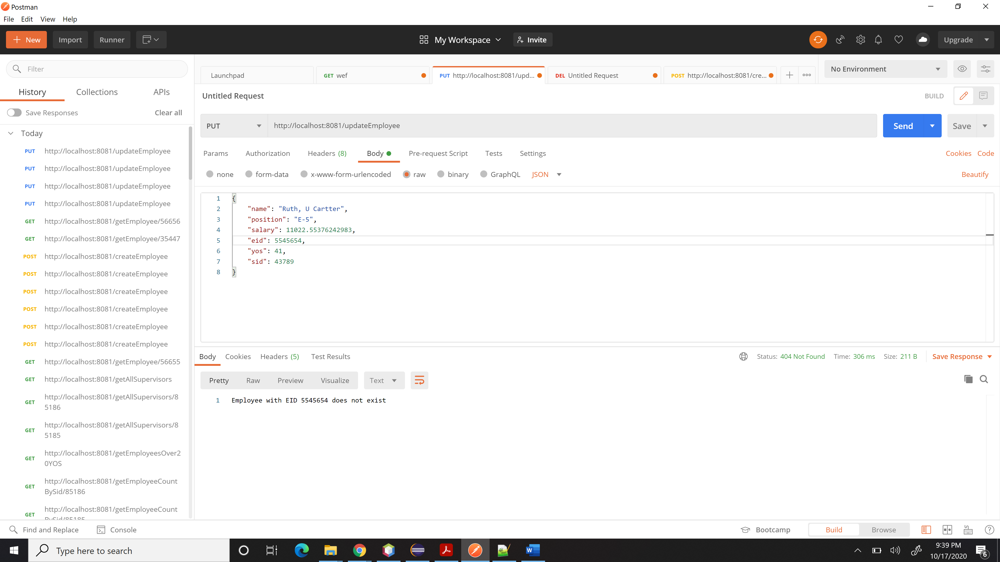 Postman
File Edit View Help
New Import Runner My Workspace Invite Upgrade
Filter
History Collections APIs
Save Responses Clear all
Today
PUT http://localhost:8081/updateEmployee
PUT http://localhost:8081/updateEmployee
PUT http://localhost:8081/updateEmployee
PUT http://localhost:8081/updateEmployee
GET http://localhost:8081/getEmployee/56656
GET http://localhost:8081/getEmployee/35447
POST http://localhost:8081/createEmployee
POST http://localhost:8081/createEmployee
POST http://localhost:8081/createEmployee
POST http://localhost:8081/createEmployee
POST http://localhost:8081/createEmployee
POST http://localhost:8081/createEmployee
GET http://localhost:8081/getEmployee/56655
GET http://localhost:8081/getAllSupervisors
GET http://localhost:8081/getAllSupervisors/8
5186
GET http://localhost:8081/getAllSupervisors/8
5185
GET http://localhost:8081/getEmployeesOver2
0YOS
GET http://localhost:8081/getEmployeeCount
BySid/85186
GET http://localhost:8081/getEmployeeCount
BySid/85185
Launchpad GET wef PUT http://localhost:8081/upd... DEL Untitled Request POST http://localhost:8081/cre... No Environment
Untitled Request BUILD
PUT http://localhost:8081/updateEmployee Send Save
Params Authorization Headers (8) Body Pre-request Script Tests Settings Cookies Code
none form-data x-www-form-urlencoded raw binary GraphQL JSON Beautify
1 {
2 "name": "Ruth, U Cartter",
3 "position": "E-5",
4 "salary": 11022.55376242983,
5 "eid": 5545654,
6 "yos": 41,
7 "sid": 43789
8 }
Body Cookies Headers (5) Test Results Status: 404 Not Found Time: 306 ms Size: 211 B Save Response
Pretty Raw Preview Visualize Text
1 Employee with EID 5545654 does not exist
Find and Replace Console Bootcamp Build Browse
Type here to search
W
9:39 PM
10/17/2020
6